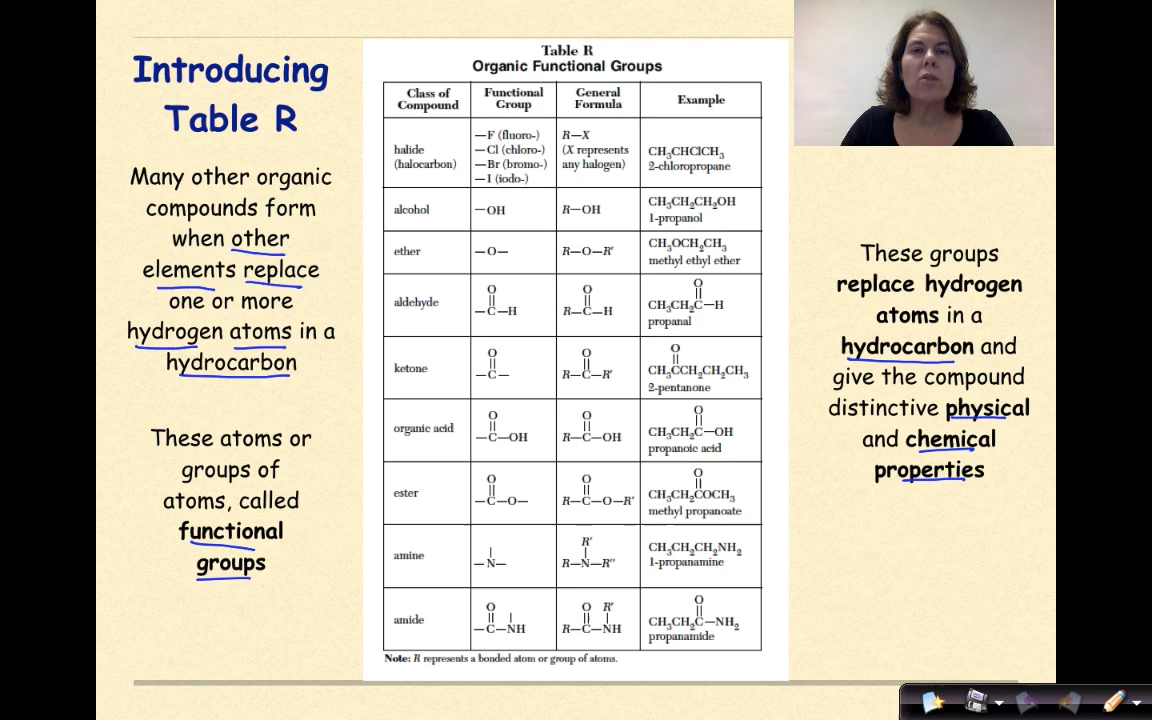 Introducing
Table R
Many other organic
compounds form
when other
elements replace
one or more
hydrogen atoms in a
hydrocarbon
These atoms or
groups of
atoms, called
functional
groups
Table R
Organic Functional Groups
Class of Compound | Functional Group | General Formula | Example
halide (halocarbon) | —F (fluoro-) —Cl (chloro-) —Br (bromo-) —I (iodo-) | R—X (X represents any halogen) | CH₃CHClCH₃ 2-chloropropane
alcohol | —OH | R—OH | CH₃CH₂CH₂OH 1-propanol
ether | —O— | R—O—R′ | CH₃OCH₂CH₃ methyl ethyl ether
aldehyde | O || —C—H | O || R—C—H | O || CH₃CH₂C—H propanal
ketone | O || —C— | O || R—C—R′ | O || CH₃CCH₂CH₂CH₃ 2-pentanone
organic acid | O || —C—OH | O || R—C—OH | O || CH₃CH₂C—OH propanoic acid
ester | O || —C—O— | O || R—C—O—R′ | O || CH₃CH₂COCH₃ methyl propanoate
amine | | —N— | R′ | R—N—R″ | CH₃CH₂CH₂NH₂ 1-propanamine
amide | O || | —C—NH | O R′ || | R—C—NH | O || CH₃CH₂C—NH₂ propanamide
Note: R represents a bonded atom or group of atoms.
These groups
replace hydrogen
atoms in a
hydrocarbon and
give the compound
distinctive physical
and chemical
properties